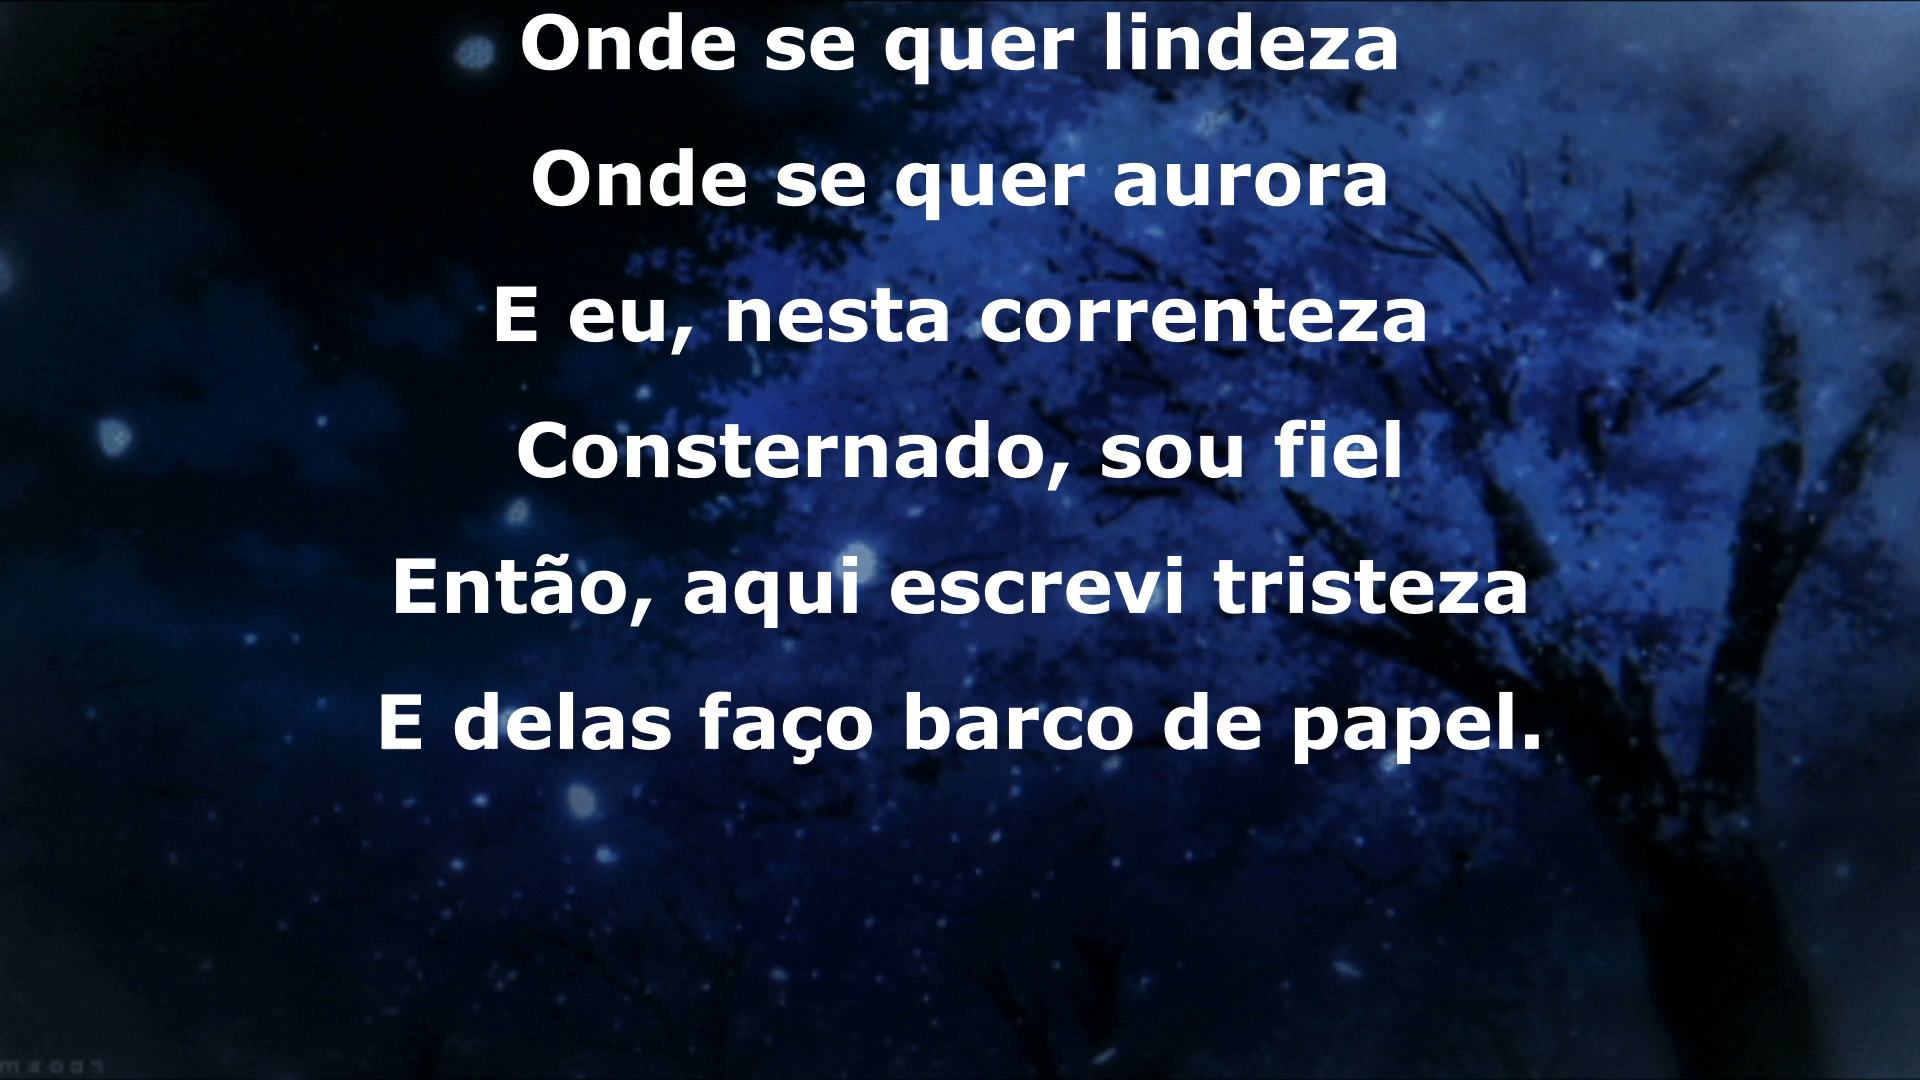 Onde se quer lindeza
Onde se quer aurora
E eu, nesta correnteza
Consternado, sou fiel
Então, aqui escrevi tristeza
E delas faço barco de papel.